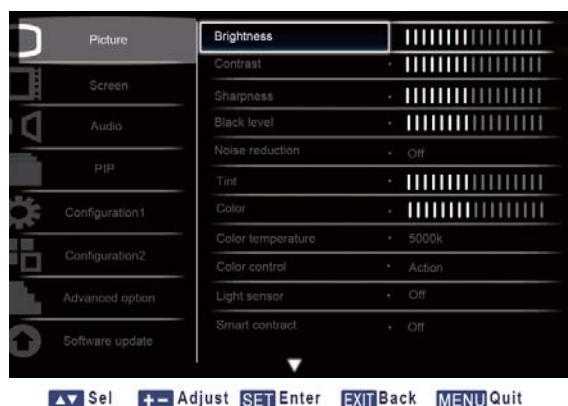 Picture
Screen
Audio
PIP
Configuration1
Configuration2
Advanced option
Software update
Brightness
Contrast
Sharpness
Black level
Noise reduction · Off
Tint
Color
Color temperature · 5000k
Color control · Action
Light sensor · Off
Smart contract · Off
Sel +− Adjust SET Enter EXIT Back MENU Quit